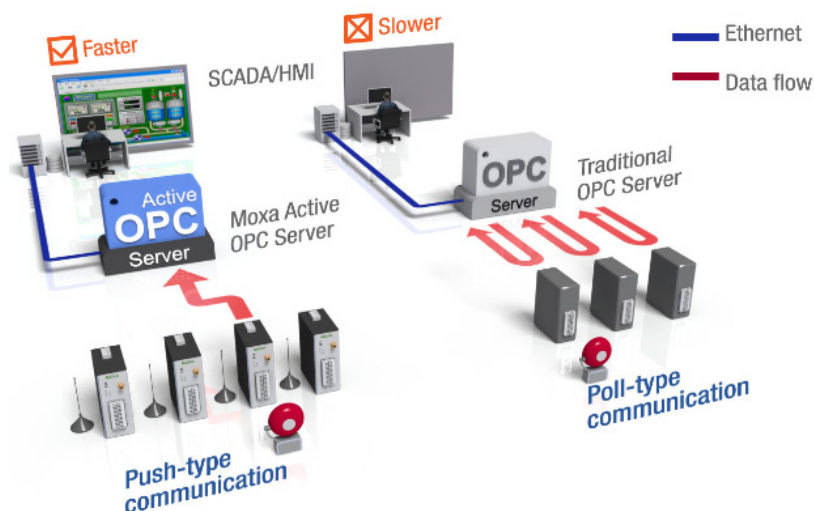 Faster
SCADA/HMI
Slower
Ethernet
Data flow
Active
OPC
Server
Moxa Active
OPC Server
OPC
Server
Traditional
OPC Server
Push-type
communication
Poll-type
communication